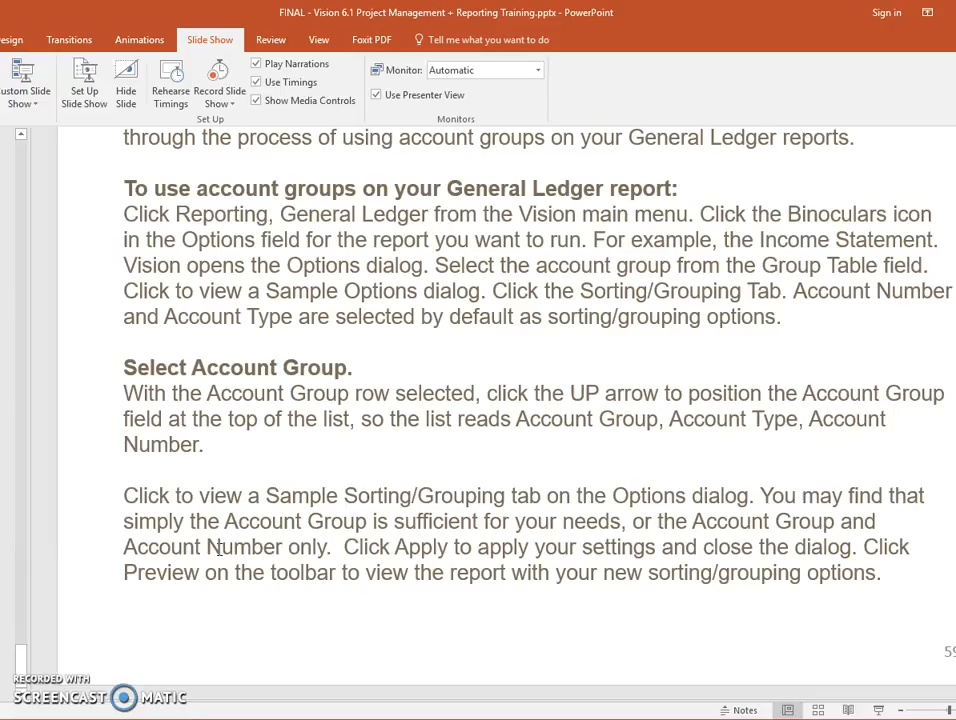 FINAL - Vision 6.1 Project Management + Reporting Training.pptx - PowerPoint
Sign in
esign Transitions Animations Slide Show Review View Foxit PDF Tell me what you want to do
ustom Slide Show
Set Up Slide Show
Hide Slide
Rehearse Timings
Record Slide Show
Play Narrations
Use Timings
Show Media Controls
Set Up
Monitor: Automatic
Use Presenter View
Monitors
through the process of using account groups on your General Ledger reports.
To use account groups on your General Ledger report:
Click Reporting, General Ledger from the Vision main menu. Click the Binoculars icon
in the Options field for the report you want to run. For example, the Income Statement.
Vision opens the Options dialog. Select the account group from the Group Table field.
Click to view a Sample Options dialog. Click the Sorting/Grouping Tab. Account Number
and Account Type are selected by default as sorting/grouping options.
Select Account Group.
With the Account Group row selected, click the UP arrow to position the Account Group
field at the top of the list, so the list reads Account Group, Account Type, Account
Number.
Click to view a Sample Sorting/Grouping tab on the Options dialog. You may find that
simply the Account Group is sufficient for your needs, or the Account Group and
Account Number only.  Click Apply to apply your settings and close the dialog. Click
Preview on the toolbar to view the report with your new sorting/grouping options.
59
RECORDED WITH
SCREENCAST MATIC
Notes